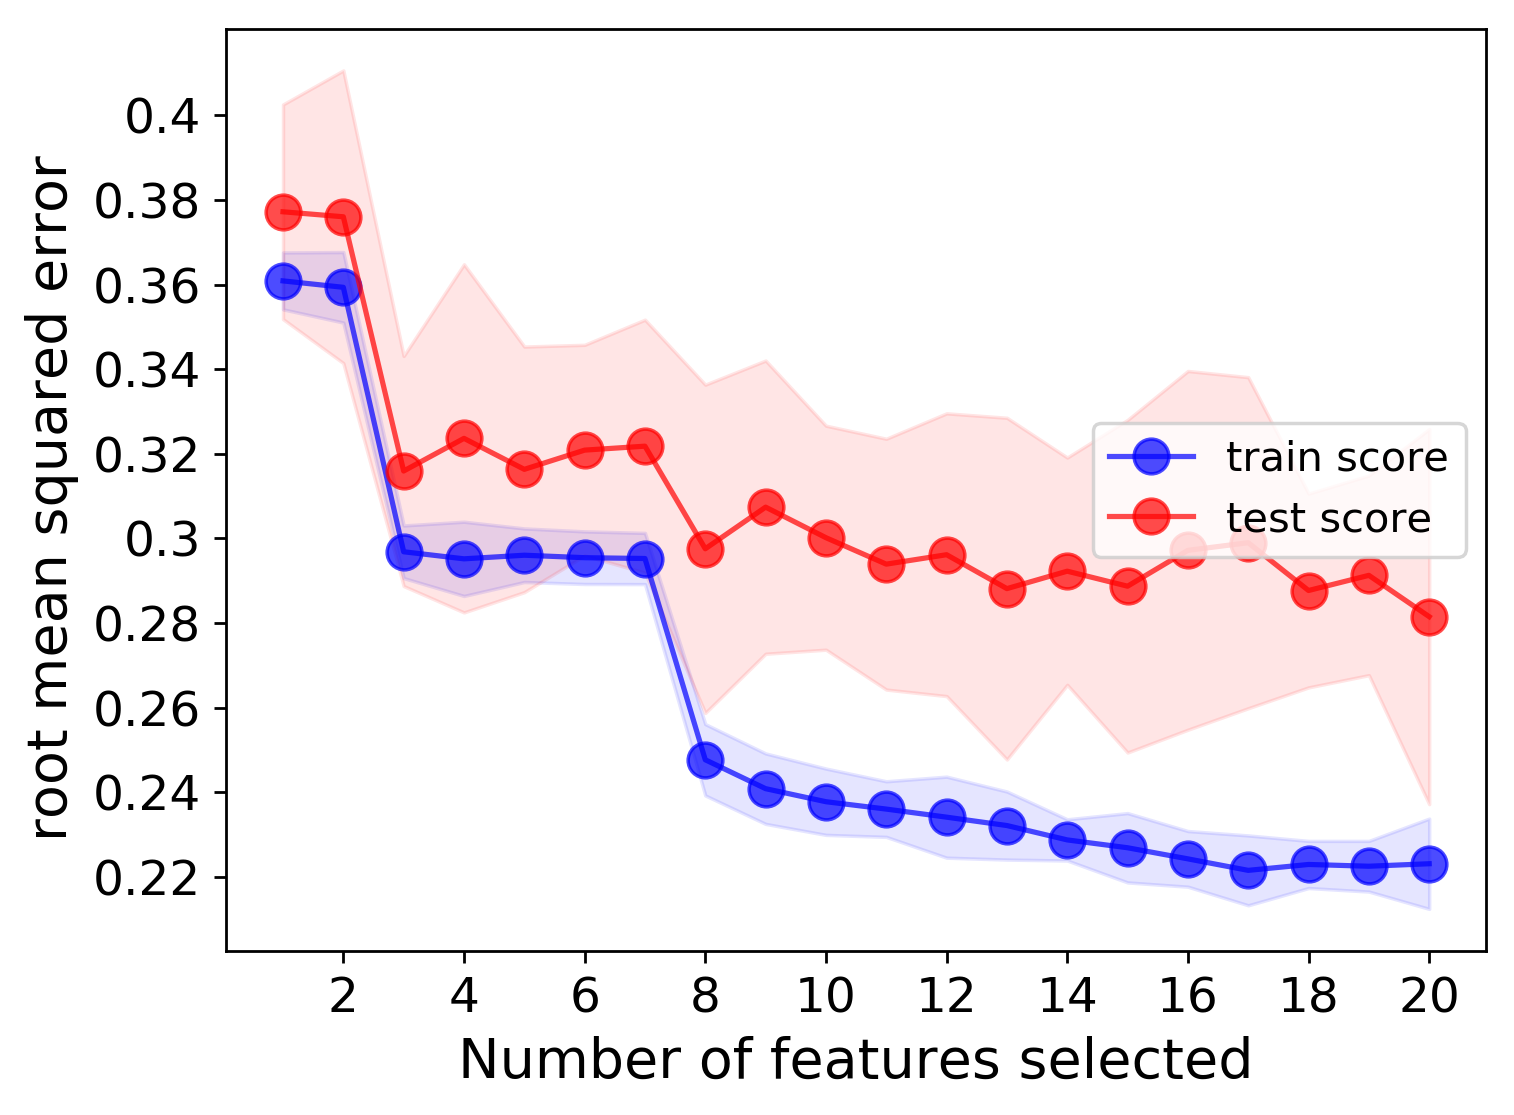 root mean squared error
0.4
0.38
0.36
0.34
0.32
0.3
0.28
0.26
0.24
0.22
train score
test score
2 4 6 8 10 12 14 16 18 20
Number of features selected